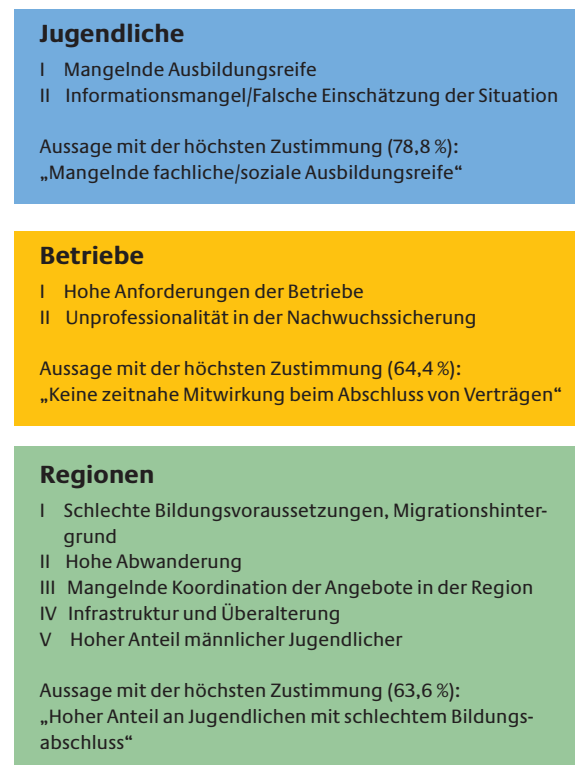 Jugendliche
I Mangelnde Ausbildungsreife
II Informationsmangel/Falsche Einschätzung der Situation
Aussage mit der höchsten Zustimmung (78,8 %):
„Mangelnde fachliche/soziale Ausbildungsreife“
Betriebe
I Hohe Anforderungen der Betriebe
II Unprofessionalität in der Nachwuchssicherung
Aussage mit der höchsten Zustimmung (64,4 %):
„Keine zeitnahe Mitwirkung beim Abschluss von Verträgen“
Regionen
I Schlechte Bildungsvoraussetzungen, Migrationshinter-
grund
II Hohe Abwanderung
III Mangelnde Koordination der Angebote in der Region
IV Infrastruktur und Überalterung
V Hoher Anteil männlicher Jugendlicher
Aussage mit der höchsten Zustimmung (63,6 %):
„Hoher Anteil an Jugendlichen mit schlechtem Bildungs-
abschluss“